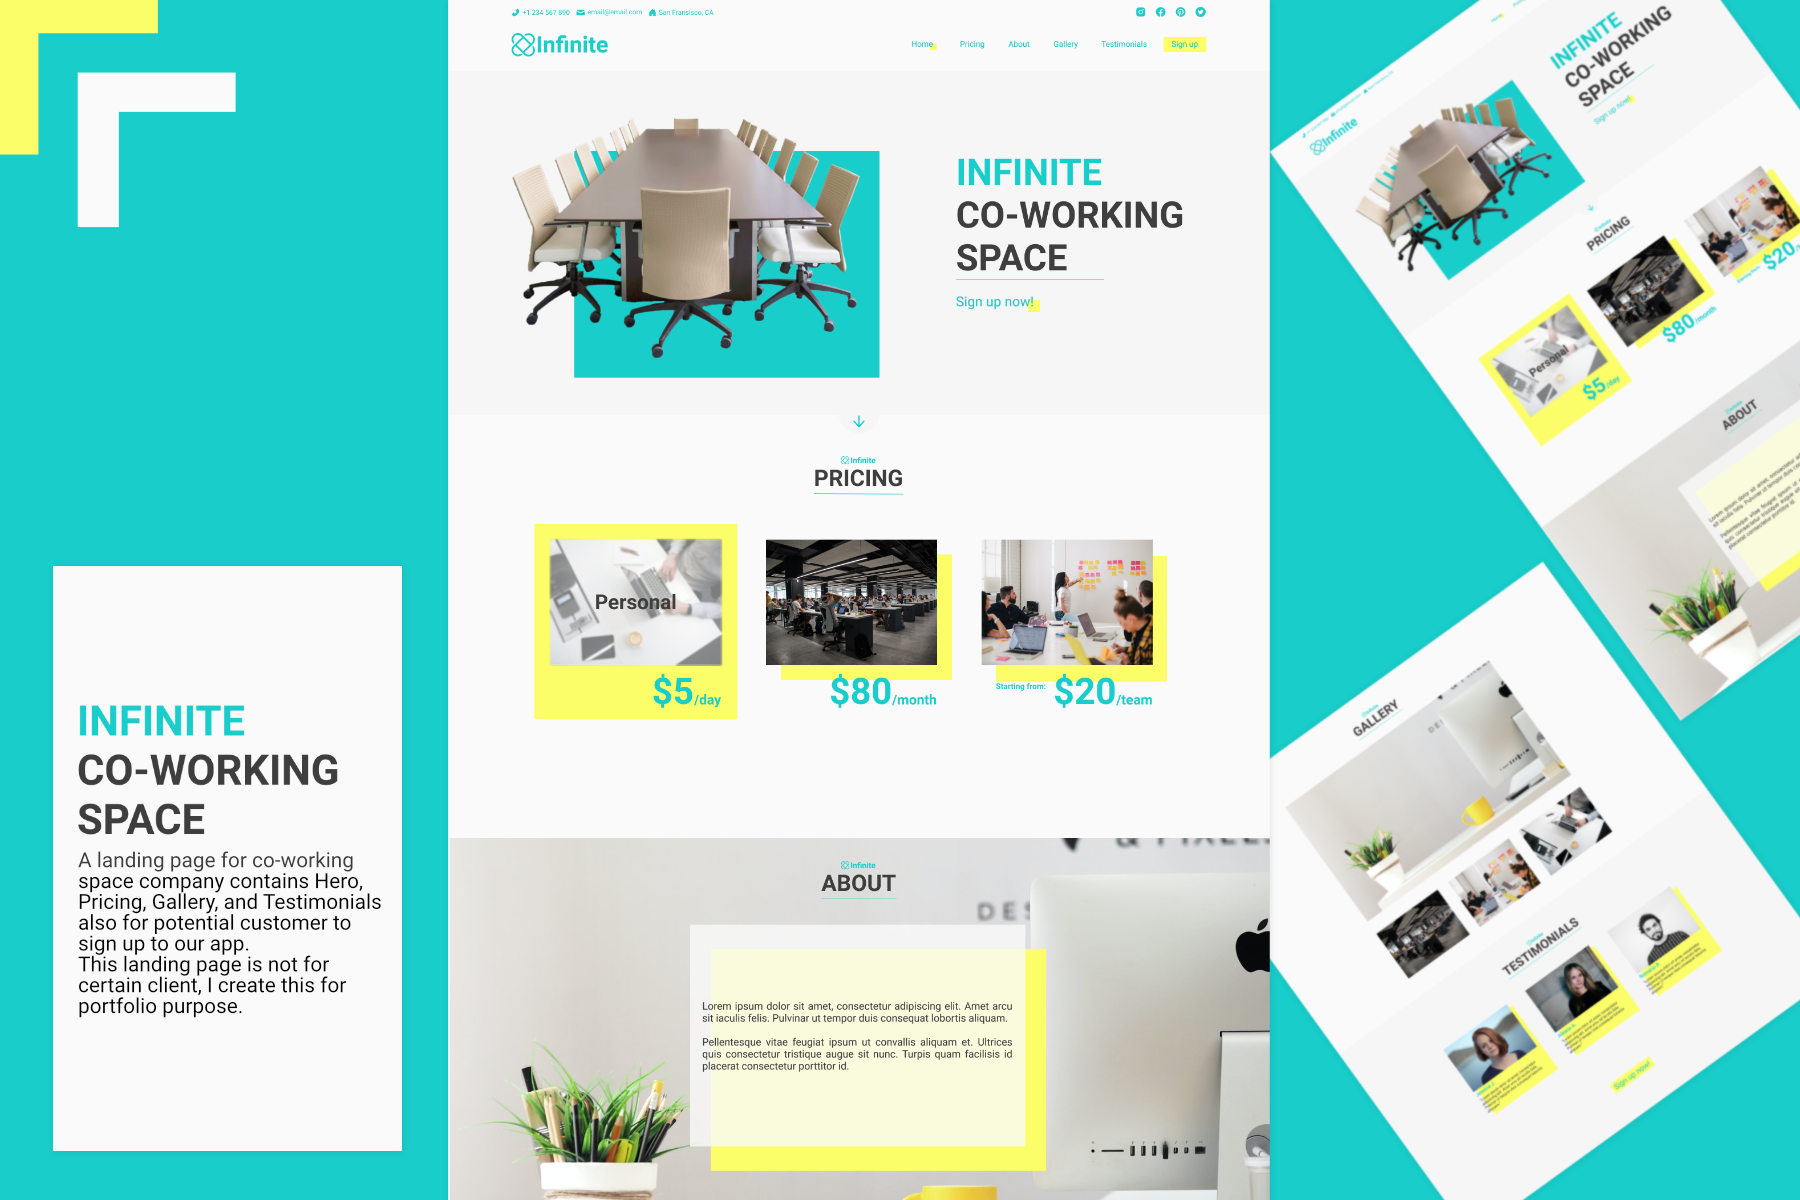 INFINITE
CO-WORKING
SPACE
A landing page for co-working
space company contains Hero,
Pricing, Gallery, and Testimonials
also for potential customer to
sign up to our app.
This landing page is not for
certain client, I create this for
portfolio purpose.
+1 234 567 890 email@email.com San Fransisco, CA
Infinite
Home Pricing About Gallery Testimonials Sign up
INFINITE
CO-WORKING
SPACE
Sign up now!
Infinite
PRICING
Personal
$5/day
$80/month
Starting from: $20/team
Infinite
ABOUT
DES
Lorem ipsum dolor sit amet, consectetur adipiscing elit. Amet arcu
sit iaculis felis. Pulvinar ut tempor duis consequat lobortis aliquam.
Pellentesque vitae feugiat ipsum ut convallis aliquam et. Ultrices
quis consectetur tristique augue sit nunc. Turpis quam facilisis id
placerat consectetur porttitor id.
INFINITE
CO-WORKING
SPACE
Sign up now!
Infinite
PRICING
Personal
$5/day
$80/month
$20
ABOUT
GALLERY
TESTIMONIALS
Sign up now!